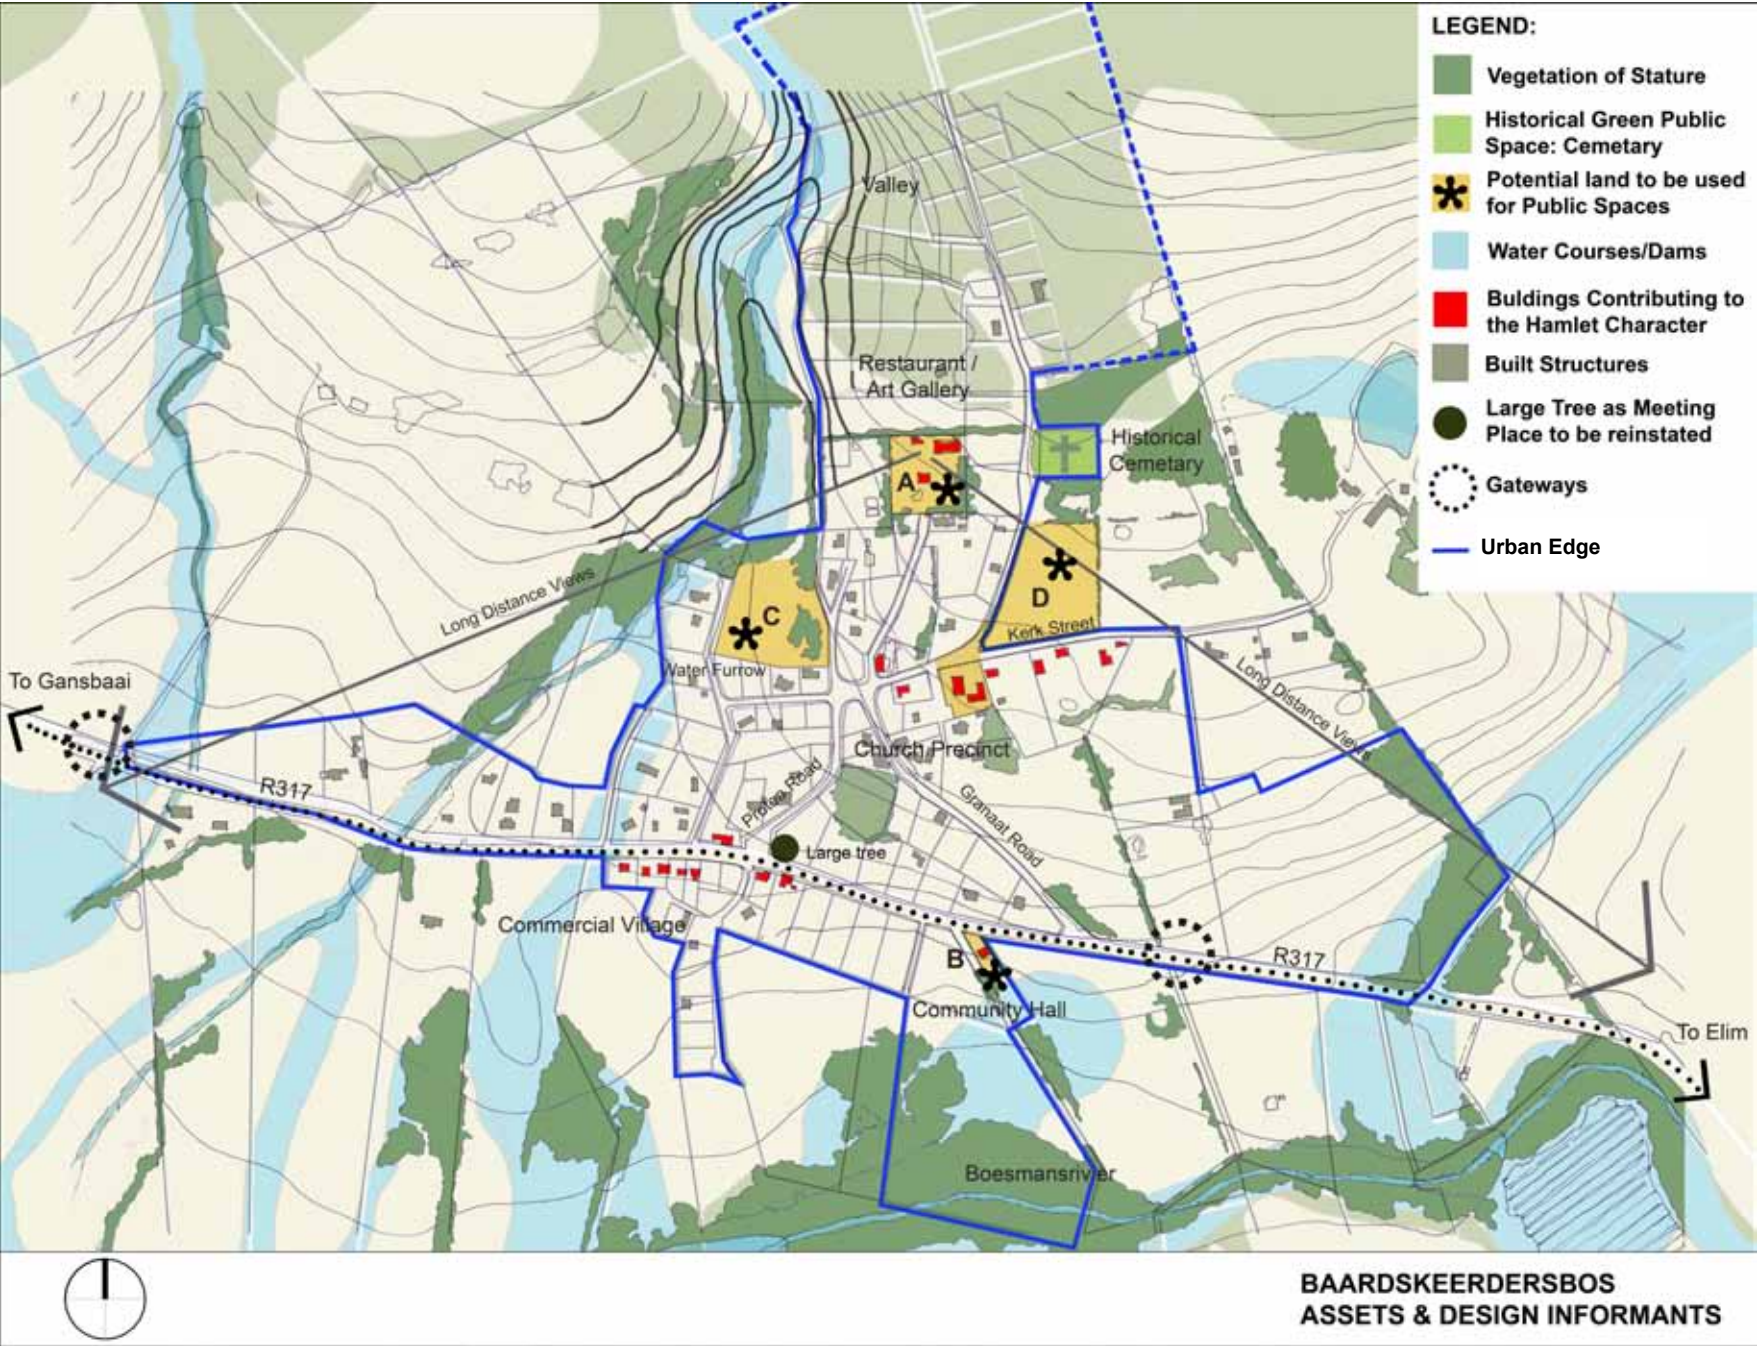 LEGEND:
Vegetation of Stature
Historical Green Public
Space: Cemetary
Potential land to be used
for Public Spaces
Water Courses/Dams
Buldings Contributing to
the Hamlet Character
Built Structures
Large Tree as Meeting
Place to be reinstated
Gateways
Urban Edge
Valley
Restaurant /
Art Gallery
Historical
Cemetary
A
Long Distance Views
D
C
Kerk Street
Water Furrow
Long Distance Views
To Gansbaai
Church Precinct
R317
Protea Road
Granaat Road
Large tree
Commercial Village
B
R317
Community Hall
To Elim
Boesmansrivier
BAARDSKEERDERSBOS
ASSETS & DESIGN INFORMANTS